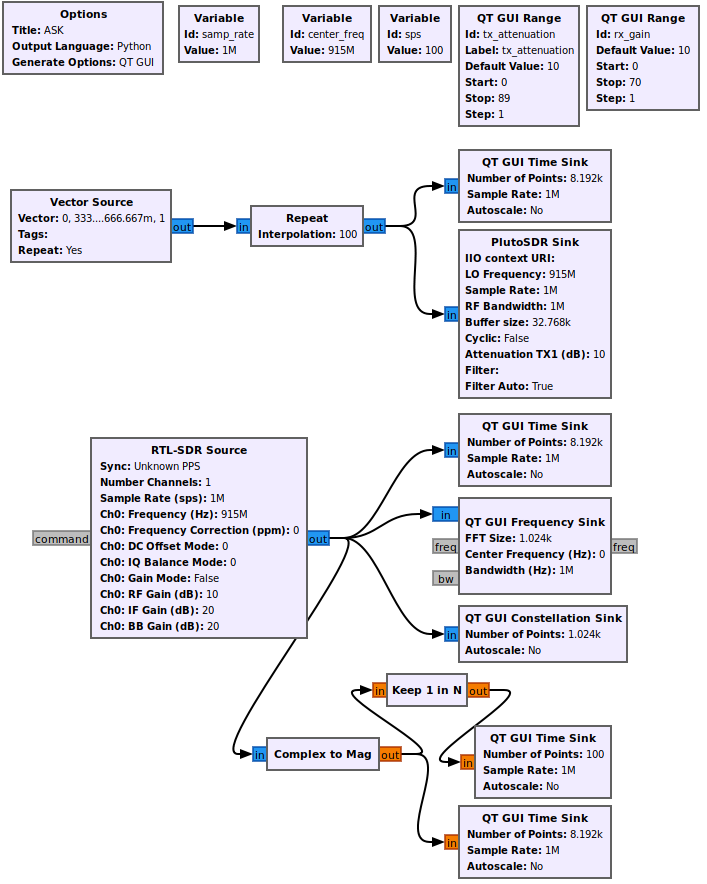 Options
Title: ASK
Output Language: Python
Generate Options: QT GUI
Variable
Id: samp_rate
Value: 1M
Variable
Id: center_freq
Value: 915M
Variable
Id: sps
Value: 100
QT GUI Range
Id: tx_attenuation
Label: tx_attenuation
Default Value: 10
Start: 0
Stop: 89
Step: 1
QT GUI Range
Id: rx_gain
Default Value: 10
Start: 0
Stop: 70
Step: 1
Vector Source
Vector: 0, 333....666.667m, 1
Tags:
Repeat: Yes
out
in
Repeat
Interpolation: 100
out
in
QT GUI Time Sink
Number of Points: 8.192k
Sample Rate: 1M
Autoscale: No
in
PlutoSDR Sink
IIO context URI:
LO Frequency: 915M
Sample Rate: 1M
RF Bandwidth: 1M
Buffer size: 32.768k
Cyclic: False
Attenuation TX1 (dB): 10
Filter:
Filter Auto: True
command
RTL-SDR Source
Sync: Unknown PPS
Number Channels: 1
Sample Rate (sps): 1M
Ch0: Frequency (Hz): 915M
Ch0: Frequency Correction (ppm): 0
Ch0: DC Offset Mode: 0
Ch0: IQ Balance Mode: 0
Ch0: Gain Mode: False
Ch0: RF Gain (dB): 10
Ch0: IF Gain (dB): 20
Ch0: BB Gain (dB): 20
out
in
QT GUI Time Sink
Number of Points: 8.192k
Sample Rate: 1M
Autoscale: No
in
freq
bw
QT GUI Frequency Sink
FFT Size: 1.024k
Center Frequency (Hz): 0
Bandwidth (Hz): 1M
freq
in
QT GUI Constellation Sink
Number of Points: 1.024k
Autoscale: No
in
Keep 1 in N
out
in
Complex to Mag
out
in
QT GUI Time Sink
Number of Points: 100
Sample Rate: 1M
Autoscale: No
in
QT GUI Time Sink
Number of Points: 8.192k
Sample Rate: 1M
Autoscale: No